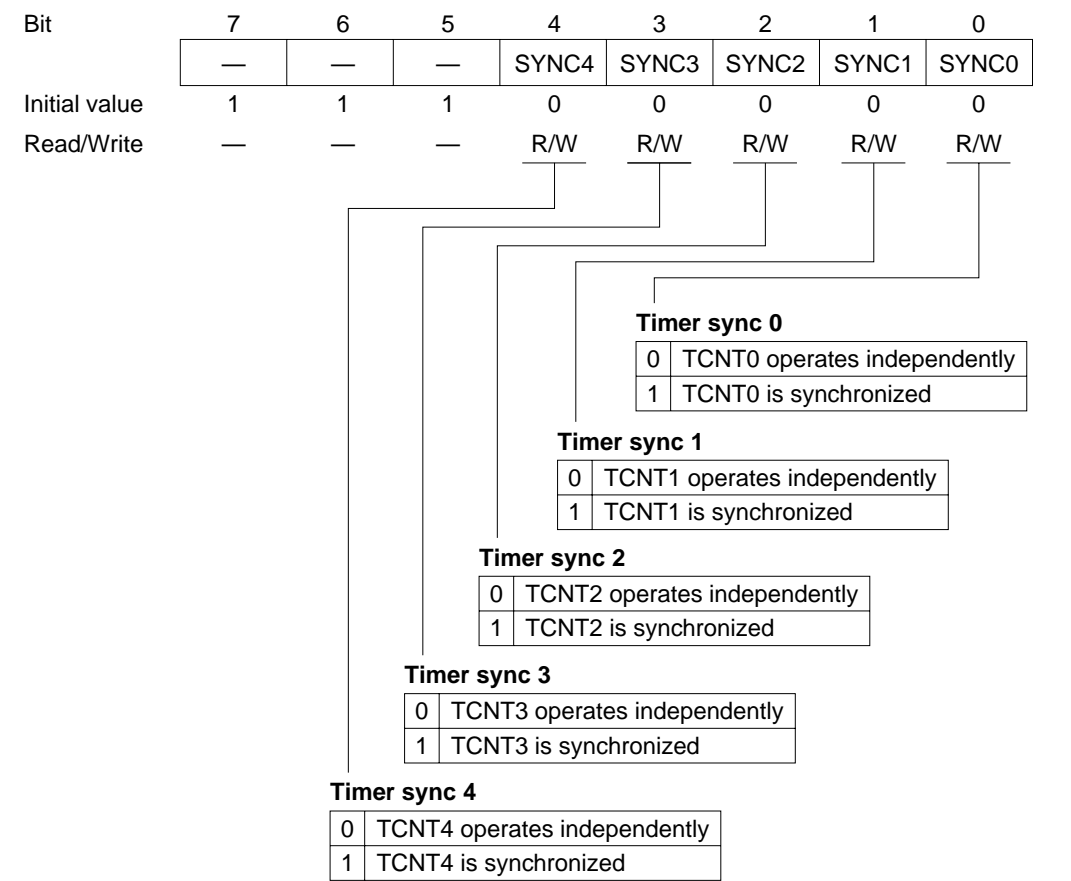 Bit 7 6 5 4 3 2 1 0
— — — SYNC4 SYNC3 SYNC2 SYNC1 SYNC0
Initial value 1 1 1 0 0 0 0 0
Read/Write — — — R/W R/W R/W R/W R/W
Timer sync 0
0 TCNT0 operates independently
1 TCNT0 is synchronized
Timer sync 1
0 TCNT1 operates independently
1 TCNT1 is synchronized
Timer sync 2
0 TCNT2 operates independently
1 TCNT2 is synchronized
Timer sync 3
0 TCNT3 operates independently
1 TCNT3 is synchronized
Timer sync 4
0 TCNT4 operates independently
1 TCNT4 is synchronized